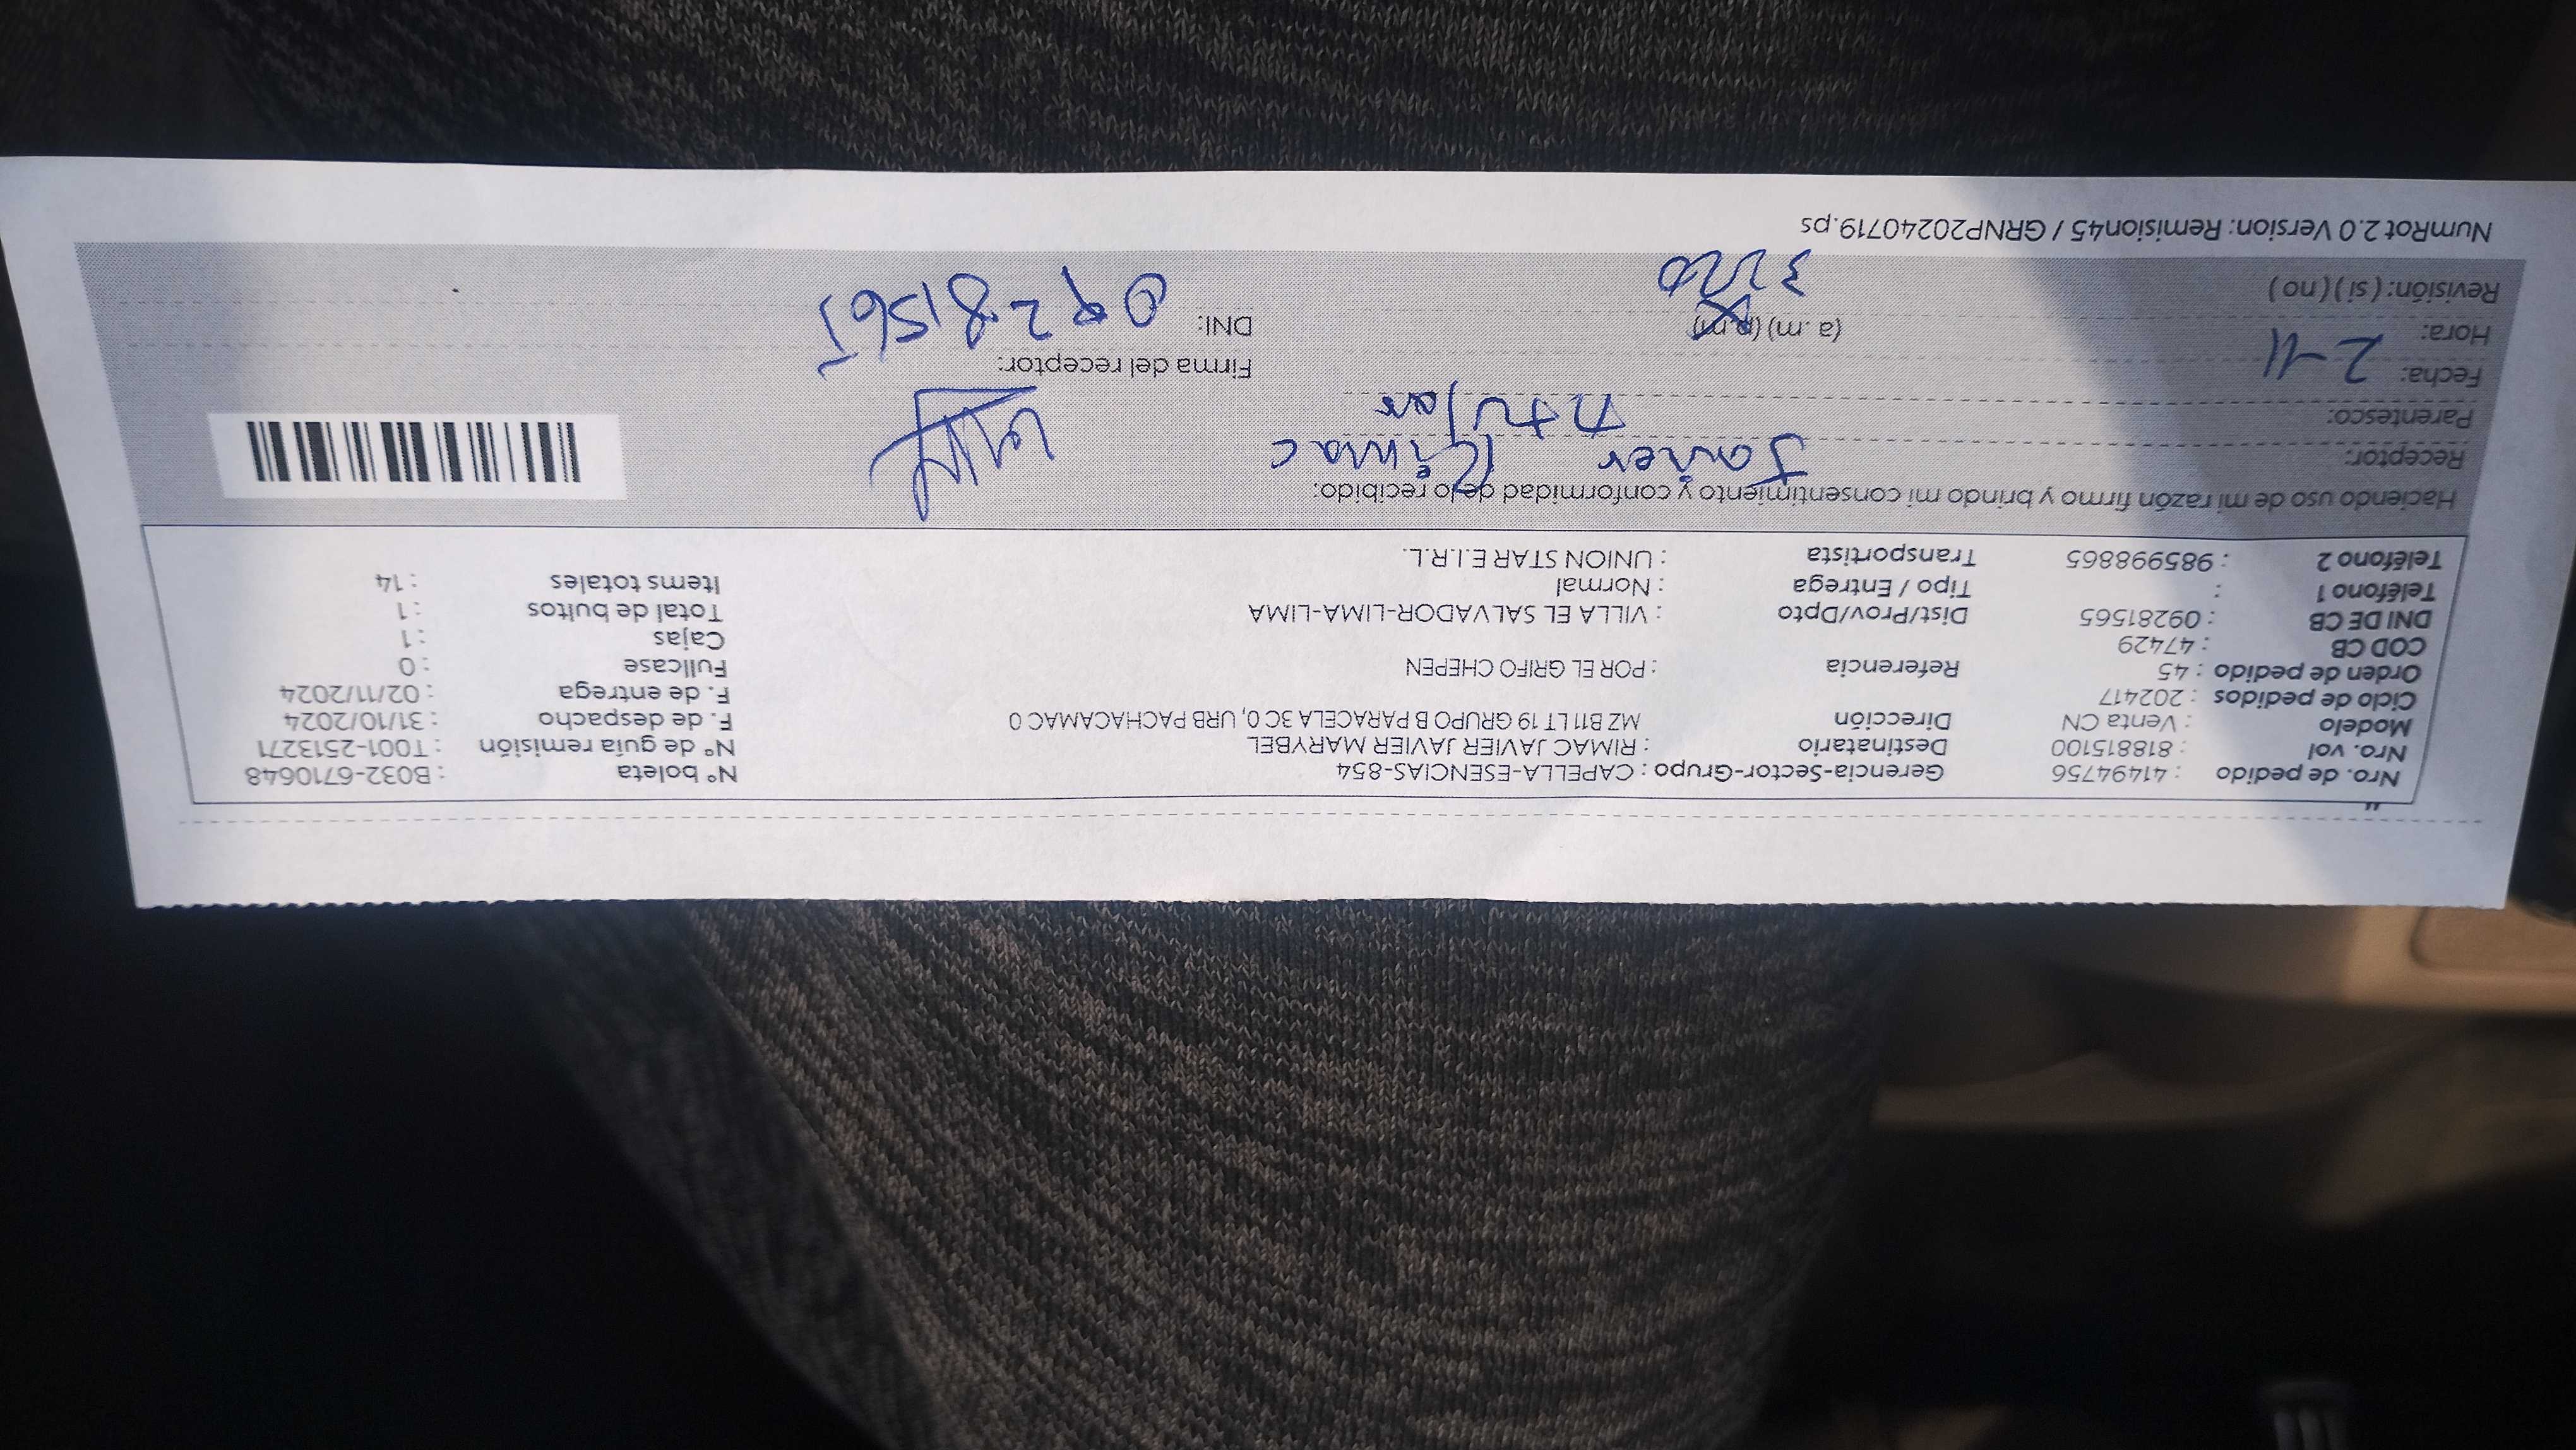 Nro. de pedido : 41494756 Gerencia-Sector-Grupo : CAPELLA-ESENCIAS-854 N° boleta : B032-6710648
Nro. vol : 81881510​0 Destinatario : RIMAC JAVIER JAVIER MARYBEL N° de guía remisión : T001-2513271
Modelo : Venta CN Dirección MZ B11 LT 19 GRUPO B PARACELA 3C 0, URB PACHACAMAC 0 F. de despacho : 31/10/2024
Ciclo de pedidos : 202417 F. de entrega : 02/11/2024
Orden de pedido : 45 Referencia : POR EL GRIFO CHEPEN Fullcase : 0
COD CB : 47429 Cajas : 1
DNI DE CB : 09281565 Dist/Prov/Dpto : VILLA EL SALVADOR-LIMA-LIMA Total de bultos : 1
Teléfono 1 : Tipo / Entrega : Normal Items totales : 14
Teléfono 2 : 985998865 Transportista : UNION STAR E.I.R.L.
Haciendo uso de mi razón firmo y brindo mi consentimiento y conformidad de lo recibido:
Receptor: Javier Rimac
Parentesco: Titular
Fecha: 2-11 Firma del receptor:
Hora: (a .m) (p.m) DNI: 09281565
Revisión: ( si ) ( no )
NumRot 2.0 Version: Remision45 / GRNP20240719.ps